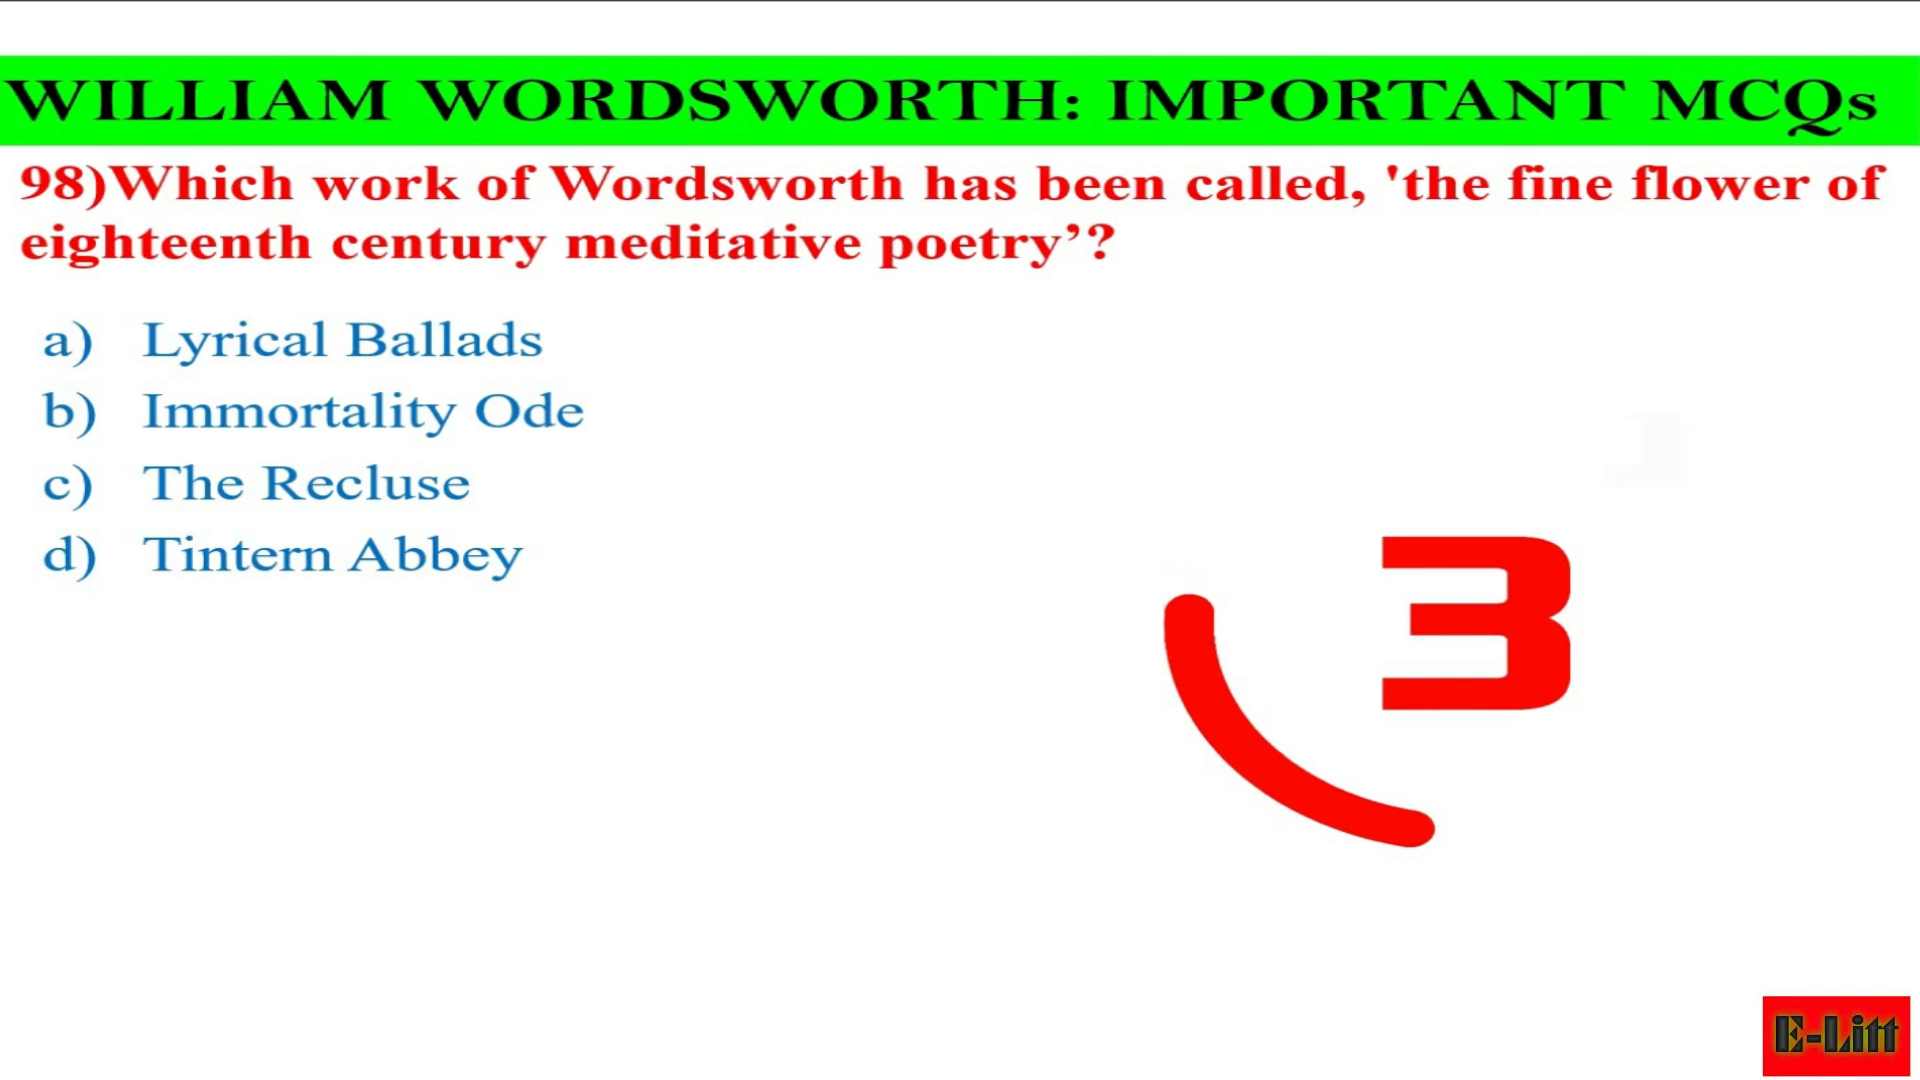 WILLIAM WORDSWORTH: IMPORTANT MCQs
98)Which work of Wordsworth has been called, 'the fine flower of
eighteenth century meditative poetry’?
a) Lyrical Ballads
b) Immortality Ode
c) The Recluse
d) Tintern Abbey
3
E-Litt